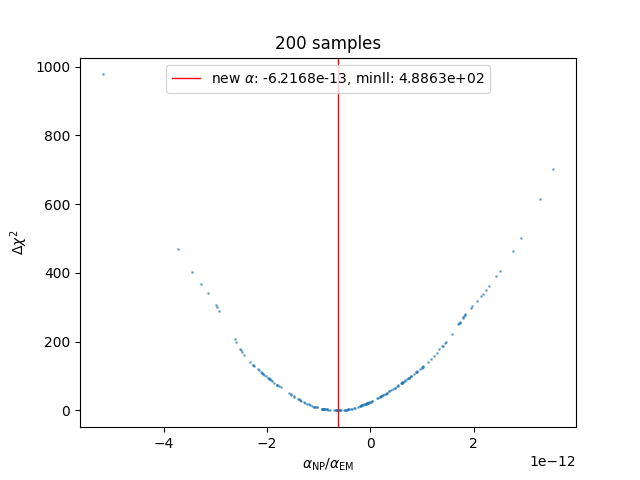 200 samples
new α: -6.2168e-13, minll: 4.8863e+02
1000
800
600
400
200
0
Δχ²
−4
−2
0
2
1e−12
α_NP/α_EM